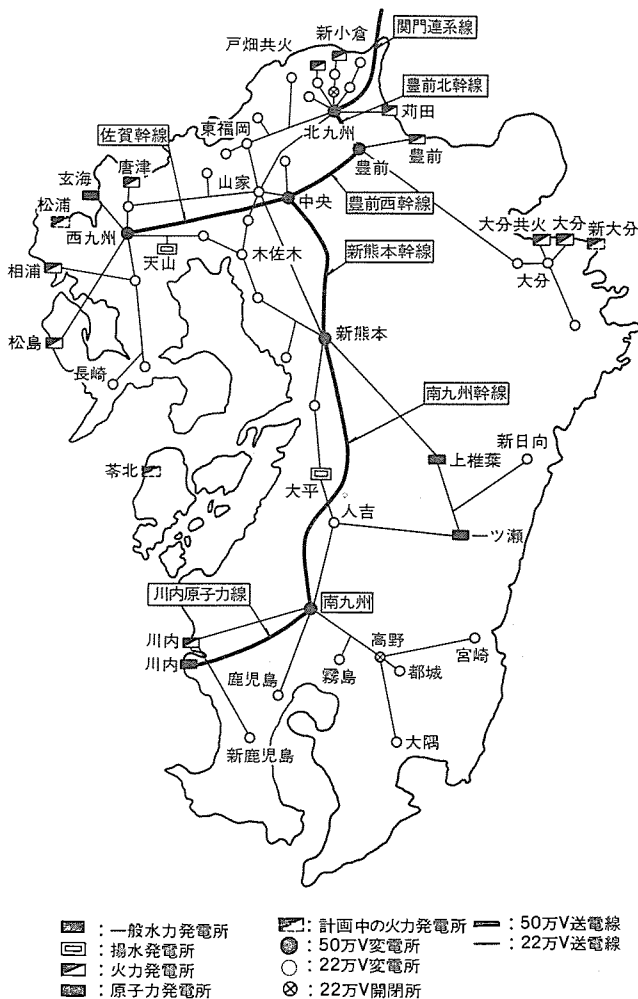 関門連系線
新小倉
戸畑共火
豊前北幹線
苅田
北九州
東福岡
佐賀幹線
豊前
豊前
唐津
山家
玄海
中央
豊前西幹線
松浦
大分共火
大分
新大分
西九州
天山
木佐木
新熊本幹線
相浦
大分
松島
新熊本
長崎
南九州幹線
新日向
上椎葉
苓北
大平
人吉
一ツ瀬
川内原子力線
南九州
川内
高野
宮崎
川内
鹿児島
霧島
都城
新鹿児島
大隅
:一般水力発電所
:揚水発電所
:火力発電所
:原子力発電所
:計画中の火力発電所
:50万V変電所
:22万V変電所
:22万V開閉所
:50万V送電線
:22万V送電線